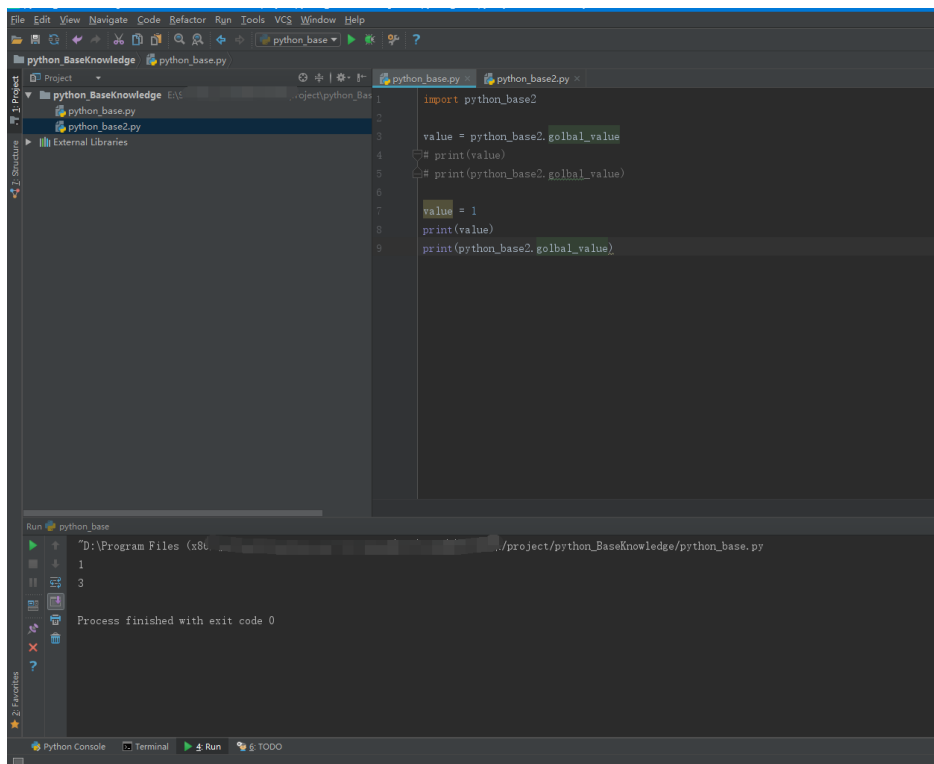 File Edit View Navigate Code Refactor Run Tools VCS Window Help
python_base
python_BaseKnowledge python_base.py
1: Project
Project
python_base.py python_base2.py
python_BaseKnowledge oject\python_Bas
python_base.py
python_base2.py
External Libraries
7: Structure
1 import python_base2
2
3 value = python_base2.golbal_value
4 # print(value)
5 # print(python_base2.golbal_value)
6
7 value = 1
8 print(value)
9 print(python_base2.golbal_value)
Run python_base
"D:\Program Files (x86 /project/python_BaseKnowledge/python_base.py
1
3
Process finished with exit code 0
2: Favorites
Python Console Terminal 4: Run 6: TODO